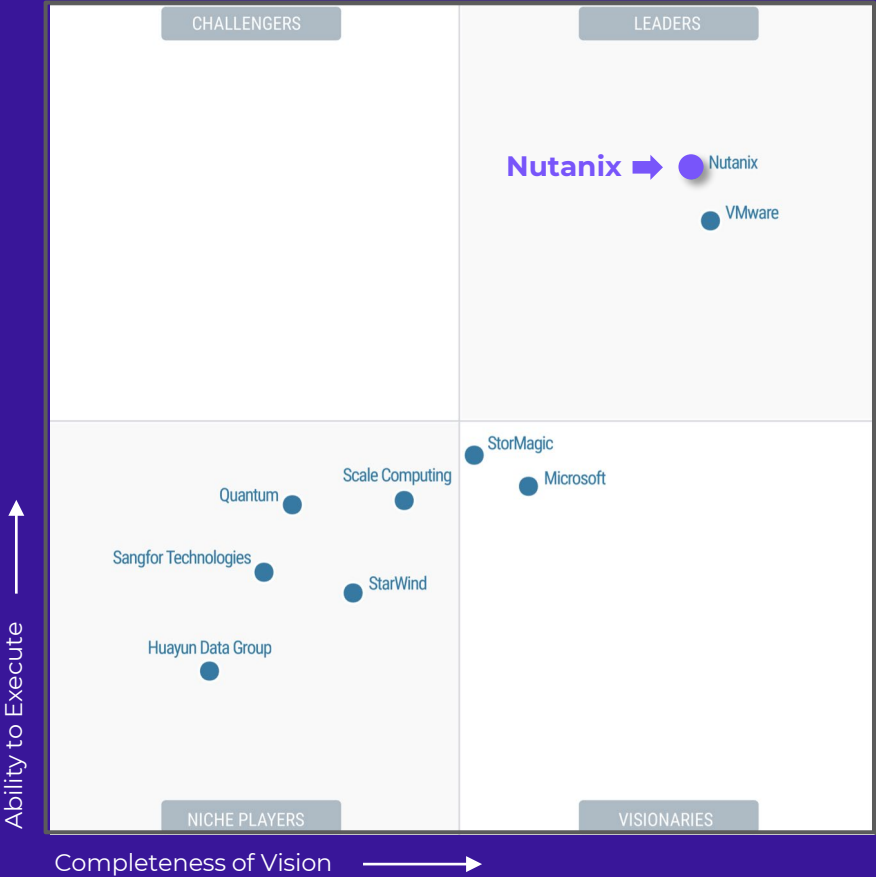 CHALLENGERS
LEADERS
Nutanix
Nutanix
VMware
StorMagic
Scale Computing
Microsoft
Quantum
Sangfor Technologies
StarWind
Huayun Data Group
NICHE PLAYERS
VISIONARIES
Ability to Execute
Completeness of Vision